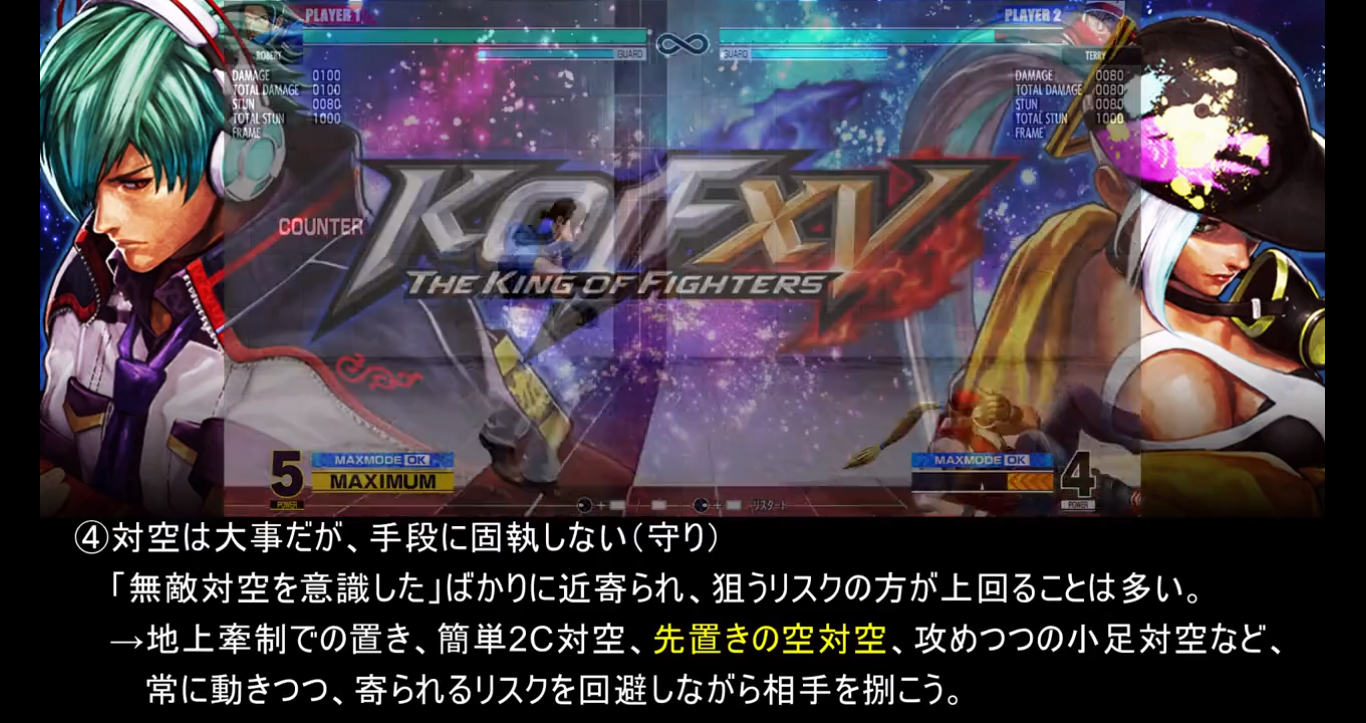 PLAYER 1
PLAYER 2
ROBERT
GUARD
GUARD
TERRY
DAMAGE 0100
TOTAL DAMAGE 0100
STUN 0080
TOTAL STUN 1000
FRAME
DAMAGE 0080
TOTAL DAMAGE 0080
STUN 0080
TOTAL STUN 1000
FRAME
COUNTER
KOF XV
THE KING OF FIGHTERS
5
POWER
MAXMODE OK
MAXIMUM
MAXMODE OK
4
POWER
リスタート
④対空は大事だが、手段に固執しない（守り）
「無敵対空を意識した」ばかりに近寄られ、狙うリスクの方が上回ることは多い。
→地上牽制での置き、簡単2C対空、先置きの空対空、攻めつつの小足対空など、
常に動きつつ、寄られるリスクを回避しながら相手を捌こう。